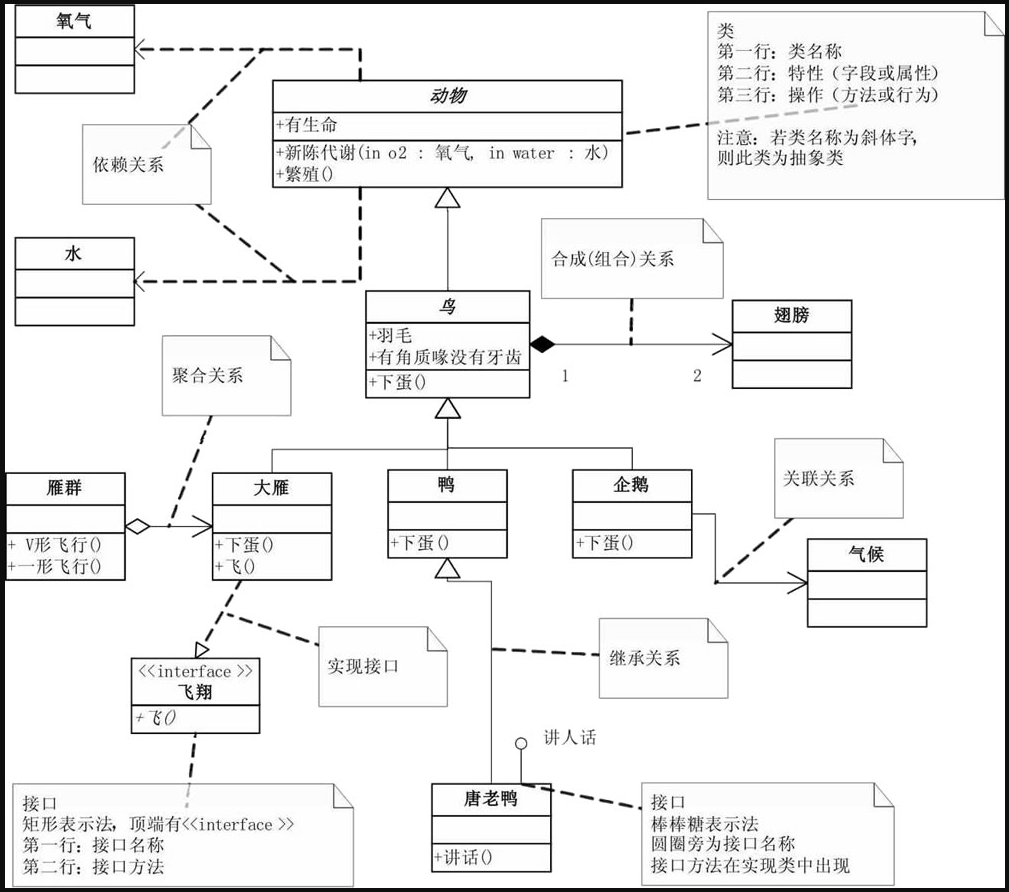 氧气
类
第一行：类名称
第二行：特性（字段或属性）
第三行：操作（方法或行为）
注意：若类名称为斜体字，
则此类为抽象类
动物
+有生命
+新陈代谢(in o2 : 氧气, in water : 水)
+繁殖()
依赖关系
水
合成(组合)关系
鸟
+羽毛
+有角质喙没有牙齿
+下蛋()
1
2
翅膀
聚合关系
雁群
+ V形飞行()
+一形飞行()
大雁
+下蛋()
+飞()
鸭
+下蛋()
企鹅
+下蛋()
关联关系
气候
实现接口
继承关系
<<interface >>
飞翔
+飞()
讲人话
唐老鸭
+讲话()
接口
矩形表示法，顶端有<<interface >>
第一行：接口名称
第二行：接口方法
接口
棒棒糖表示法
圆圈旁为接口名称
接口方法在实现类中出现